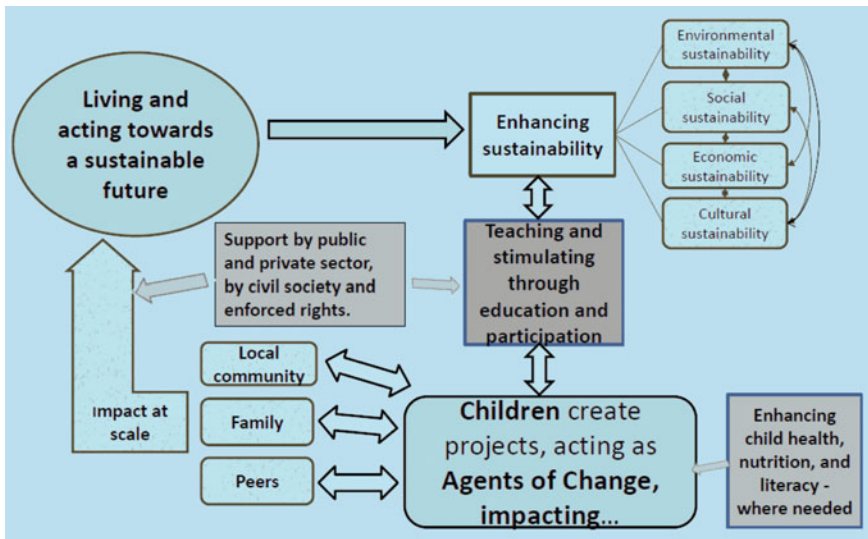 Living and
acting towards
a sustainable
future
Enhancing
sustainability
Environmental
sustainability
Social
sustainability
Economic
sustainability
Cultural
sustainability
Support by public
and private sector,
by civil society and
enforced rights.
Teaching and
stimulating
through
education and
participation
Local
community
Family
Peers
Impact at
scale
Children create
projects, acting as
Agents of Change,
impacting...
Enhancing
child health,
nutrition, and
literacy -
where needed